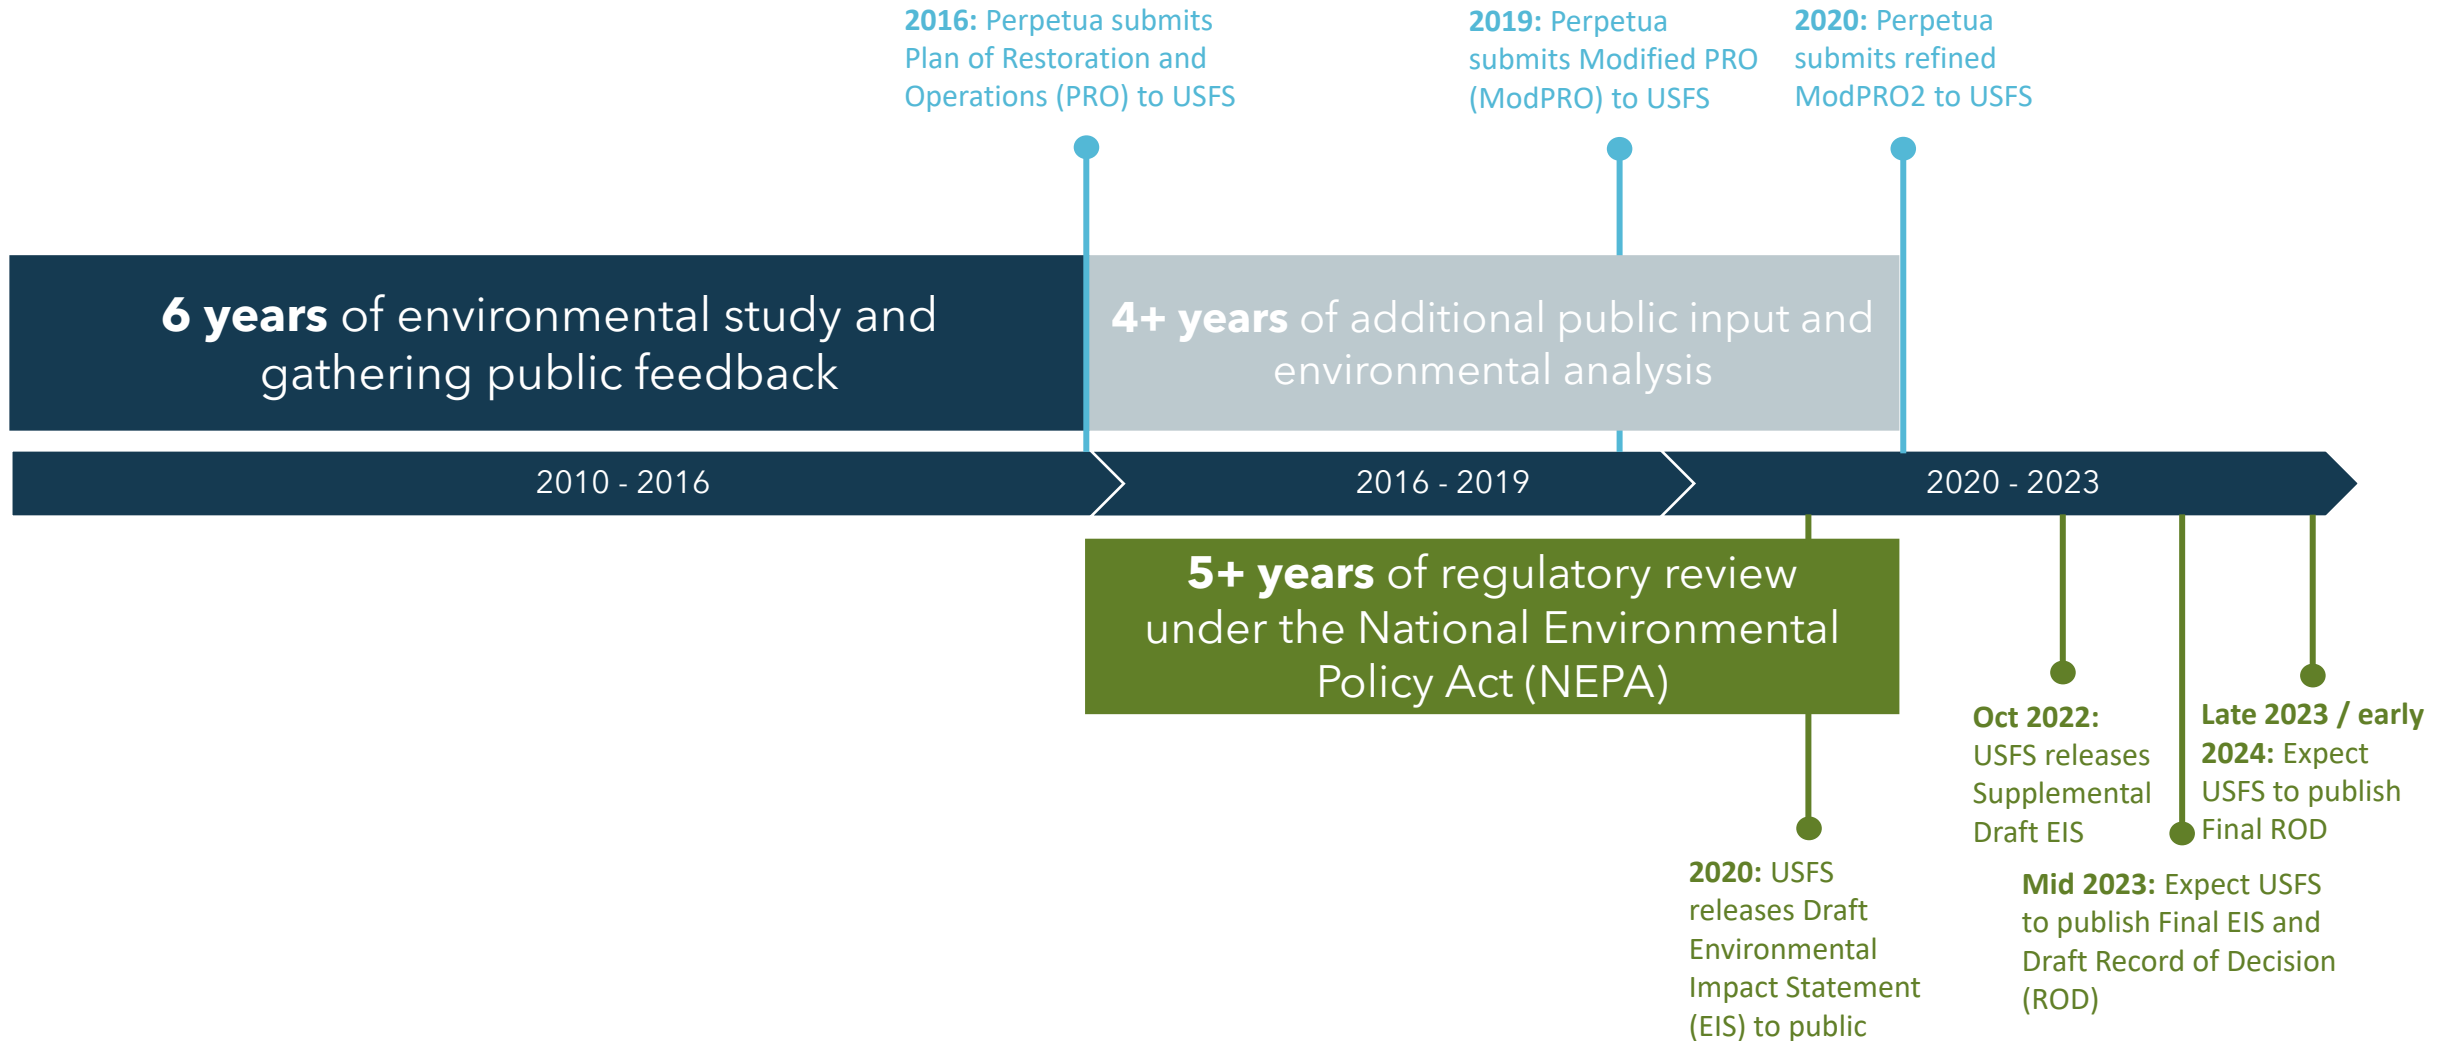 2016: Perpetua submits
Plan of Restoration and
Operations (PRO) to USFS
2019: Perpetua
submits Modified PRO
(ModPRO) to USFS
2020: Perpetua
submits refined
ModPRO2 to USFS
6 years of environmental study and
gathering public feedback
4+ years of additional public input and
environmental analysis
2010 - 2016
2016 - 2019
2020 - 2023
5+ years of regulatory review
under the National Environmental
Policy Act (NEPA)
2020: USFS
releases Draft
Environmental
Impact Statement
(EIS) to public
Oct 2022:
USFS releases
Supplemental
Draft EIS
Mid 2023: Expect USFS
to publish Final EIS and
Draft Record of Decision
(ROD)
Late 2023 / early
2024: Expect
USFS to publish
Final ROD